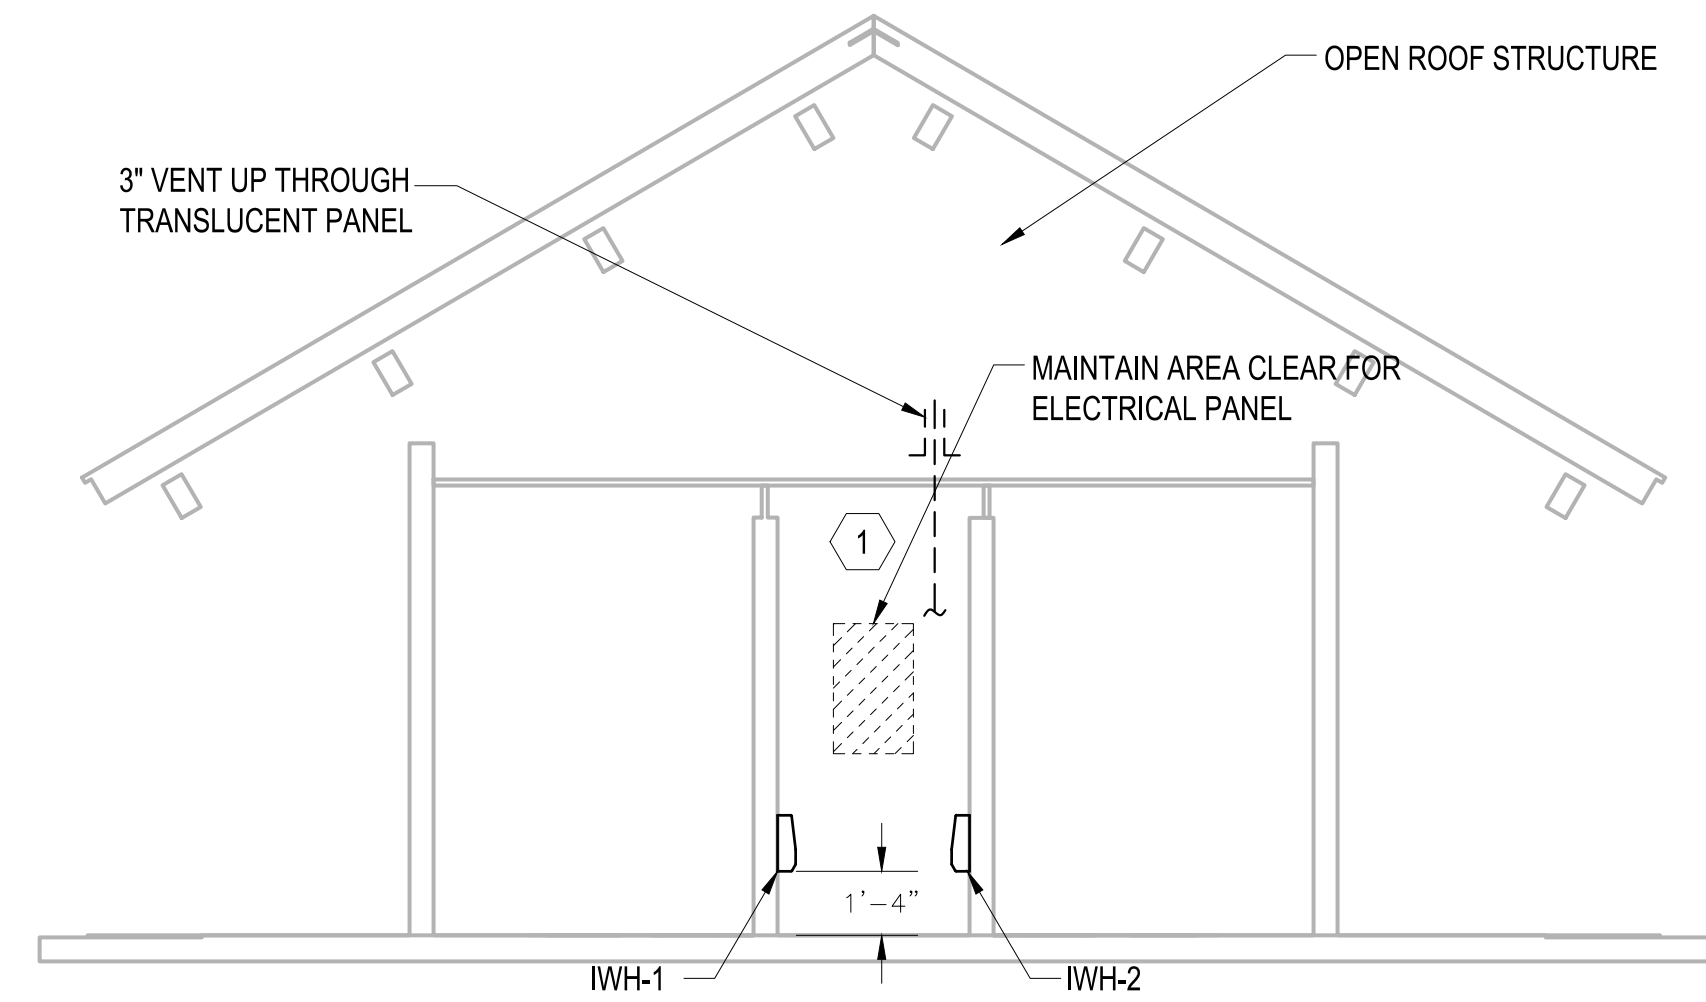 OPEN ROOF STRUCTURE
3" VENT UP THROUGH
TRANSLUCENT PANEL
MAINTAIN AREA CLEAR FOR
ELECTRICAL PANEL
1
1'-4"
IWH-1
IWH-2